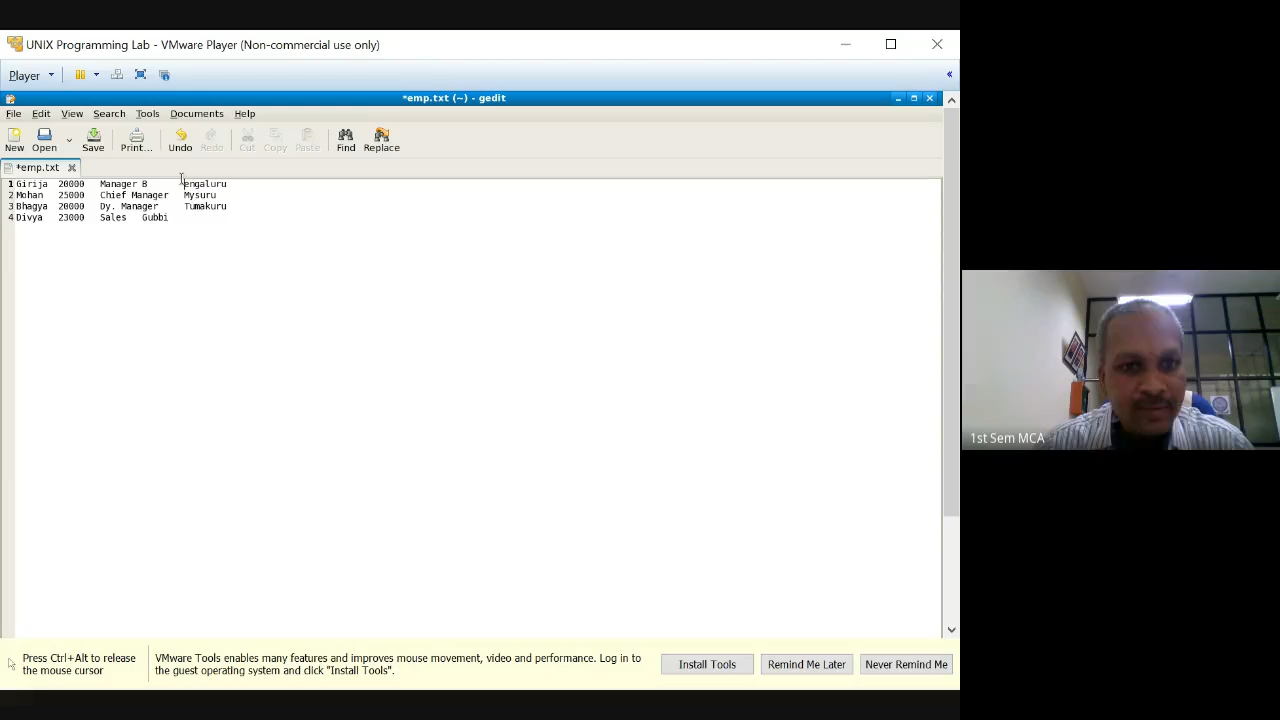 UNIX Programming Lab - VMware Player (Non-commercial use only)
Player
*emp.txt (~) - gedit
File Edit View Search Tools Documents Help
New Open Save Print... Undo Redo Cut Copy Paste Find Replace
*emp.txt
1 Girija 20000 Manager B engaluru
2 Mohan 25000 Chief Manager Mysuru
3 Bhagya 20000 Dy. Manager Tumakuru
4 Divya 23000 Sales Gubbi
1st Sem MCA
Press Ctrl+Alt to release
the mouse cursor
VMware Tools enables many features and improves mouse movement, video and performance. Log in to
the guest operating system and click "Install Tools".
Install Tools Remind Me Later Never Remind Me